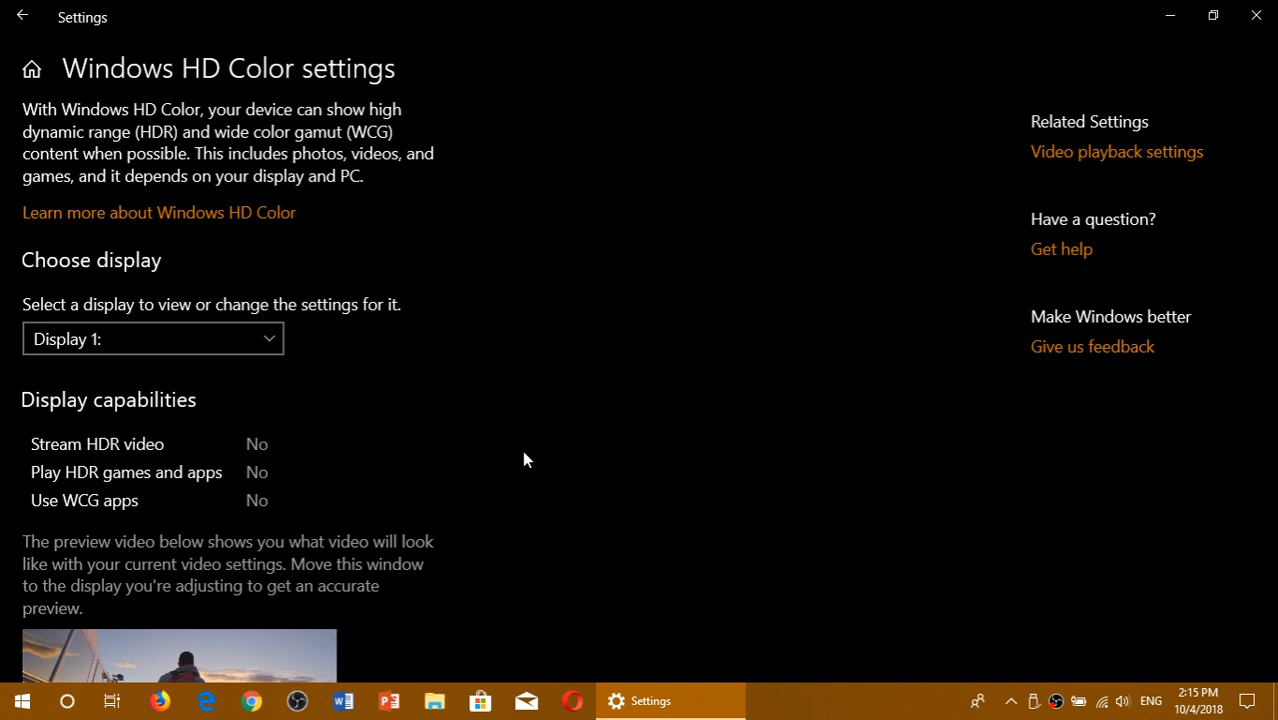 Settings
Windows HD Color settings
With Windows HD Color, your device can show high
dynamic range (HDR) and wide color gamut (WCG)
content when possible. This includes photos, videos, and
games, and it depends on your display and PC.
Learn more about Windows HD Color
Choose display
Select a display to view or change the settings for it.
Display 1:
Display capabilities
Stream HDR video No
Play HDR games and apps No
Use WCG apps No
The preview video below shows you what video will look
like with your current video settings. Move this window
to the display you're adjusting to get an accurate
preview.
Related Settings
Video playback settings
Have a question?
Get help
Make Windows better
Give us feedback
Settings
ENG
2:15 PM
10/4/2018